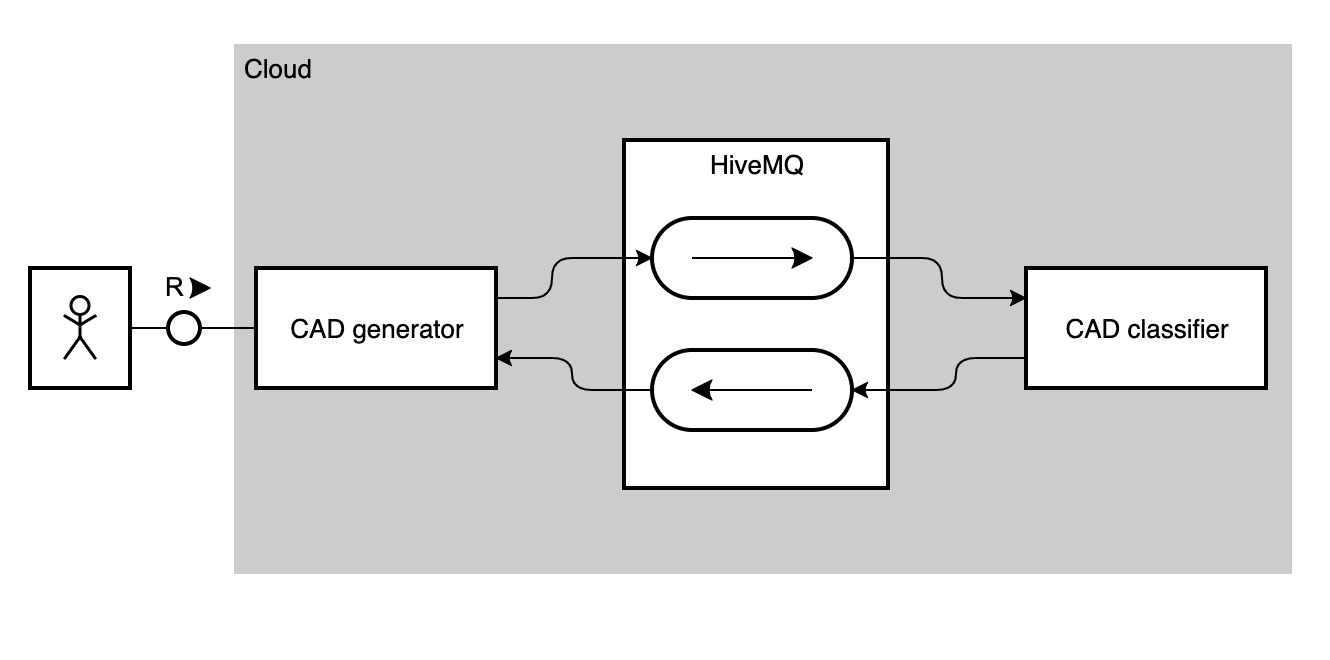 Cloud
HiveMQ
R
CAD generator
CAD classifier